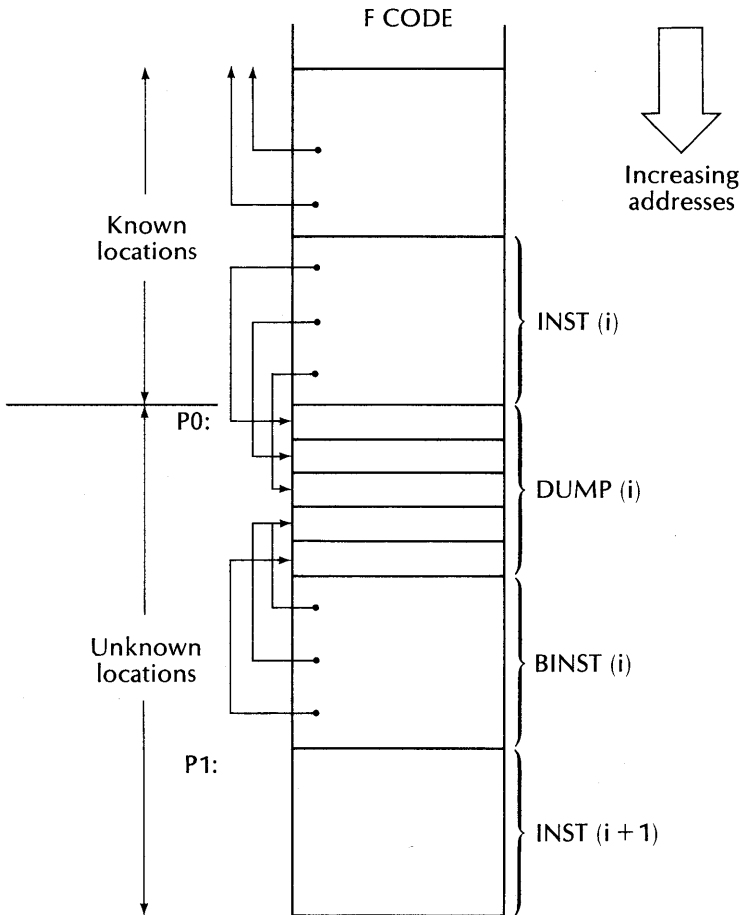 F CODE
Increasing
addresses
Known
locations
INST (i)
P0:
DUMP (i)
Unknown
locations
BINST (i)
P1:
INST (i + 1)